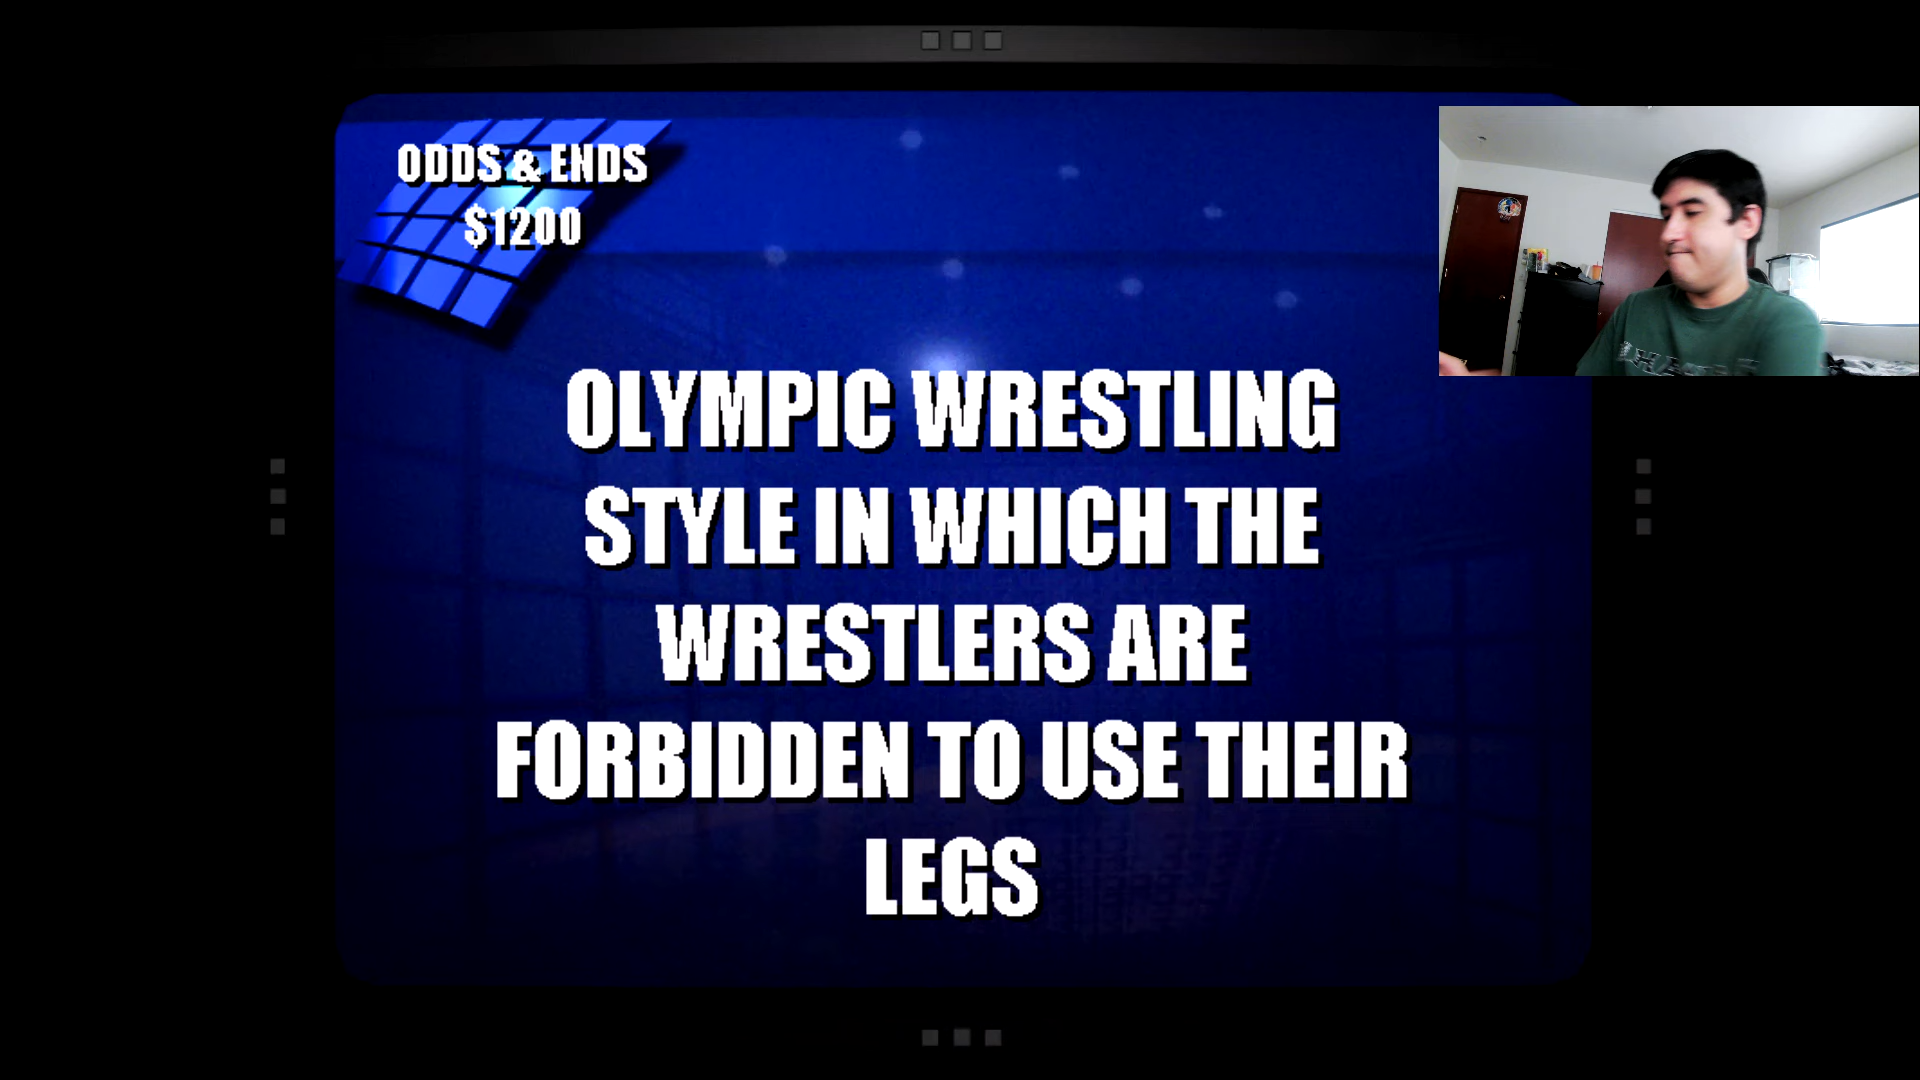 ODDS & ENDS
$1200
OLYMPIC WRESTLING
STYLE IN WHICH THE
WRESTLERS ARE
FORBIDDEN TO USE THEIR
LEGS